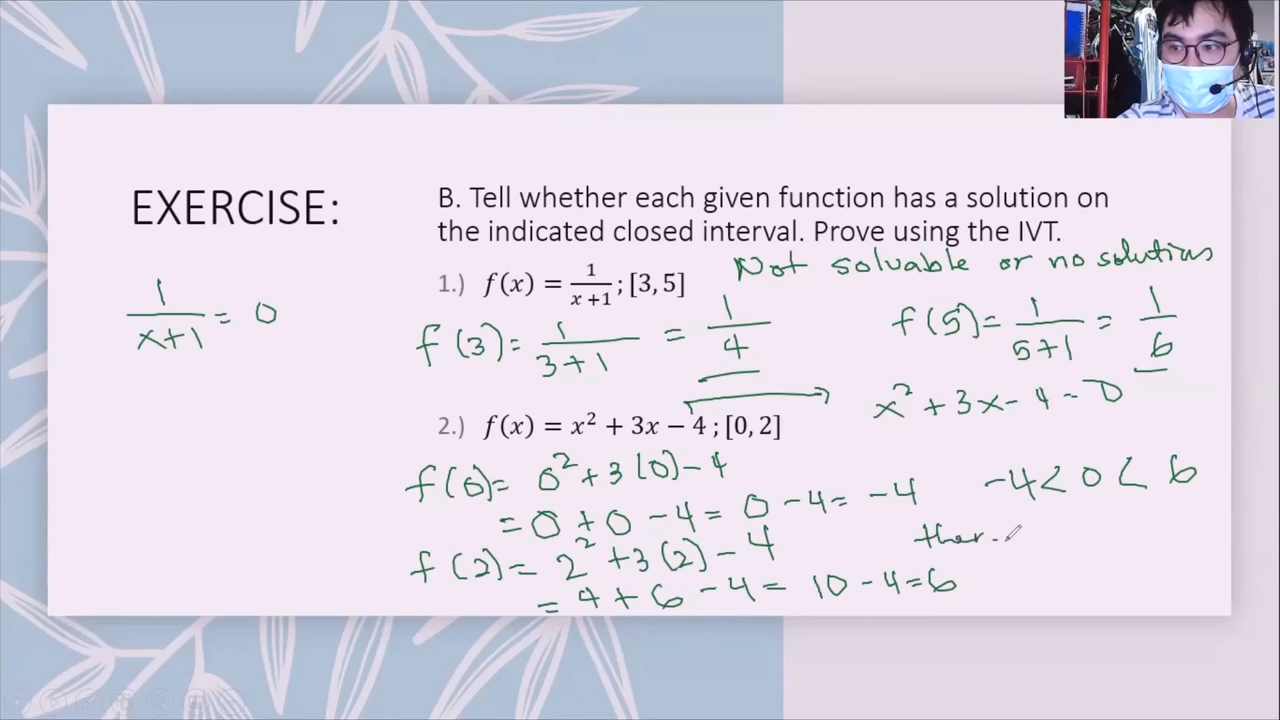 EXERCISE:
B. Tell whether each given function has a solution on
the indicated closed interval. Prove using the IVT.
Not solvable or no solutions
1.) f(x) = 1/(x +1) ; [3, 5]
1/(x+1) = 0
f(3) = 1/(3+1) = 1/4
f(5) = 1/(5+1) = 1/6
x² + 3x - 4 = 0
2.) f(x) = x² + 3x − 4 ; [0, 2]
f(0) = 0² + 3(0) - 4
= 0 + 0 - 4 = 0 - 4 = -4
-4 < 0 < 6
f(2) = 2² + 3(2) - 4
ther
= 4 + 6 - 4 = 10 - 4 = 6